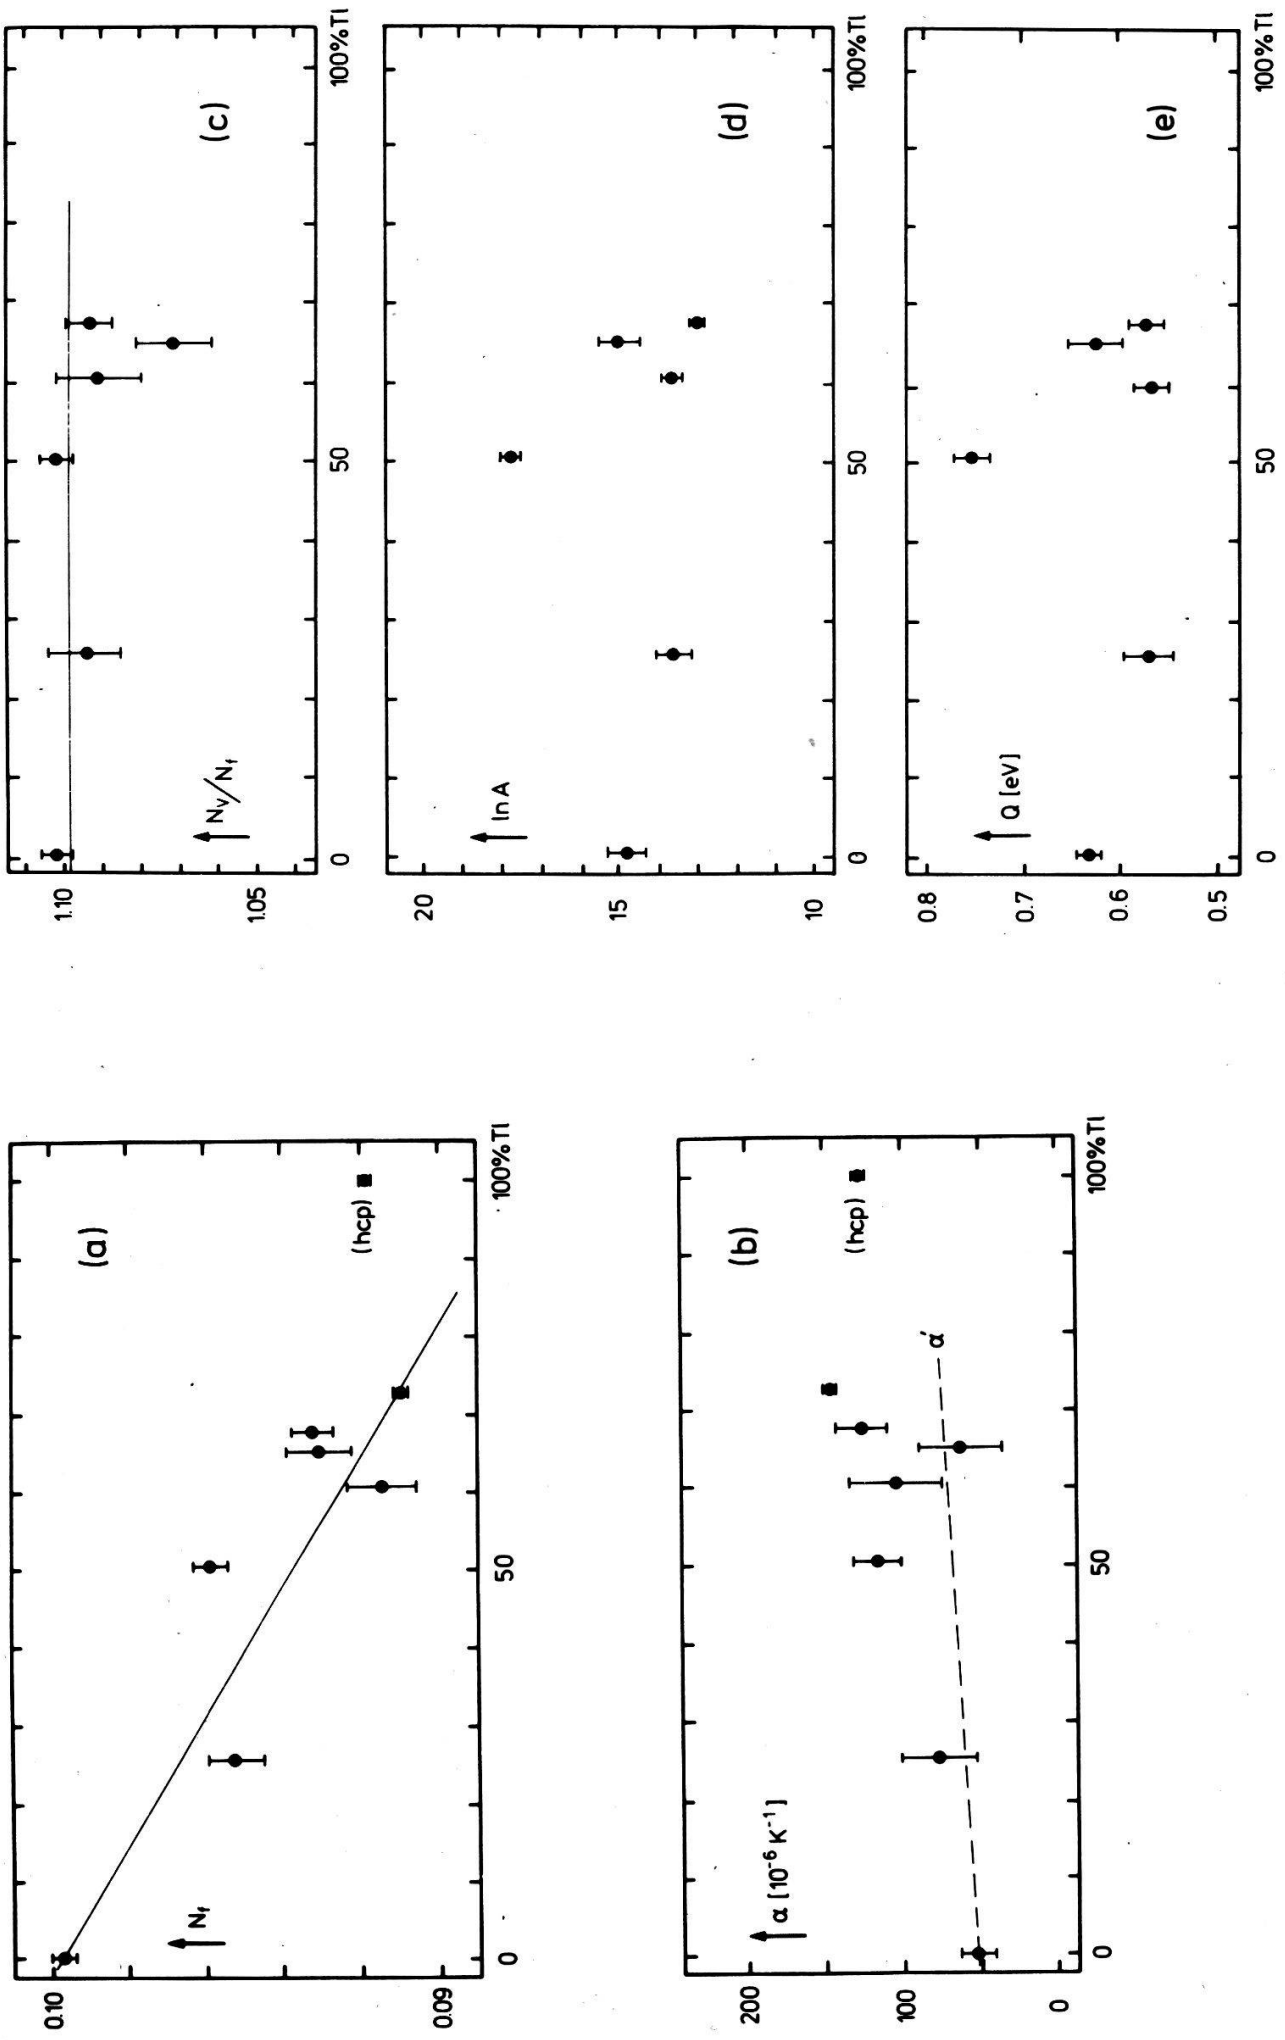 (a)
0.10
0.09
N_f
(hcp)
0
50
100%Tl
(b)
200
100
0
α [10⁻⁶ K⁻¹]
(hcp)
α'
0
50
100%Tl
(c)
1.10
1.05
N_V/N_f
0
50
100%Tl
(d)
20
15
10
ln A
0
50
100%Tl
(e)
0.8
0.7
0.6
0.5
Q [eV]
0
50
100%Tl